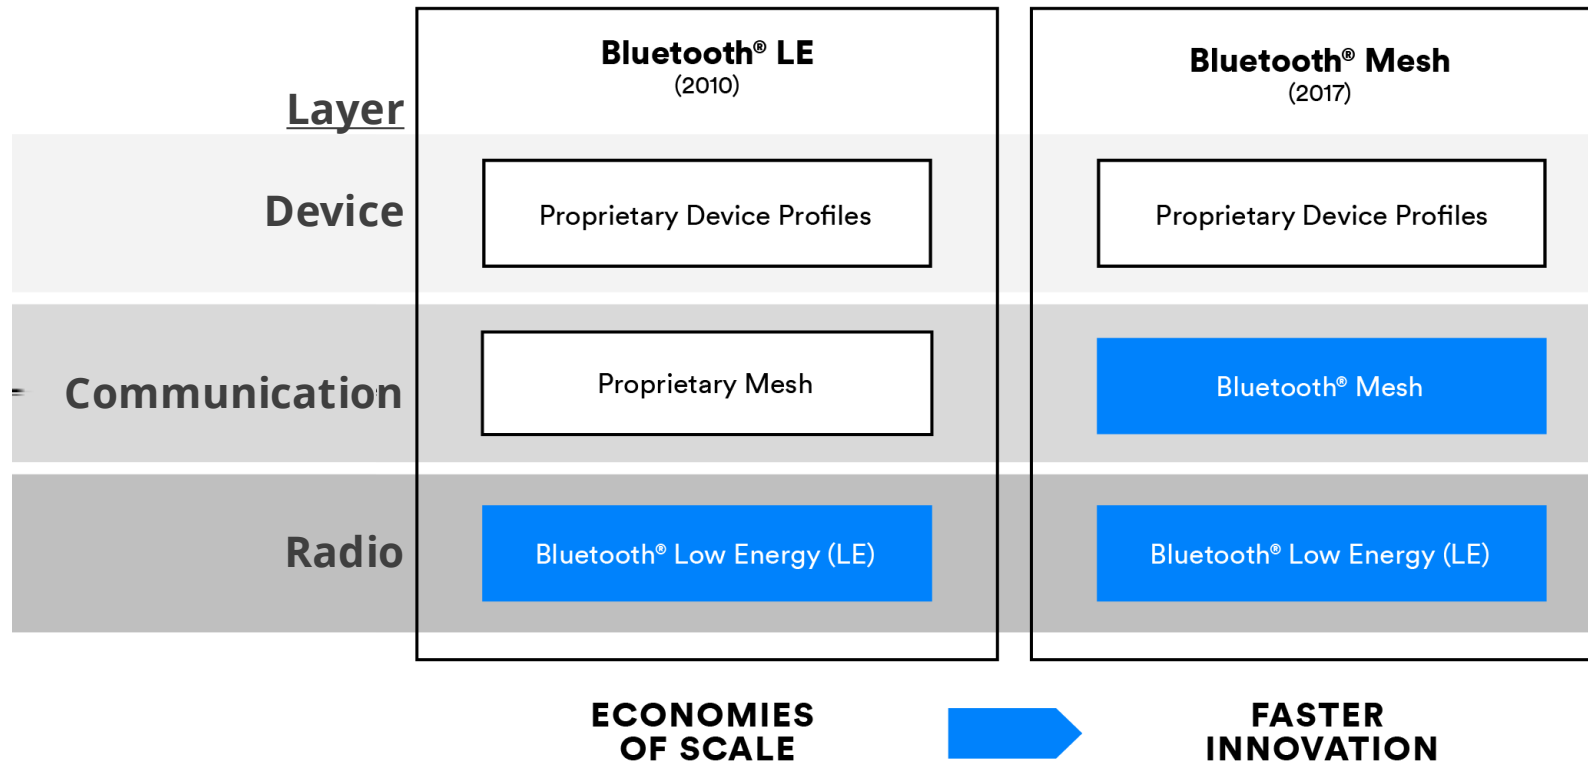 Bluetooth® LE
(2010)
Bluetooth® Mesh
(2017)
Layer
Device
Proprietary Device Profiles
Proprietary Device Profiles
Communication
Proprietary Mesh
Bluetooth® Mesh
Radio
Bluetooth® Low Energy (LE)
Bluetooth® Low Energy (LE)
ECONOMIES
OF SCALE
FASTER
INNOVATION